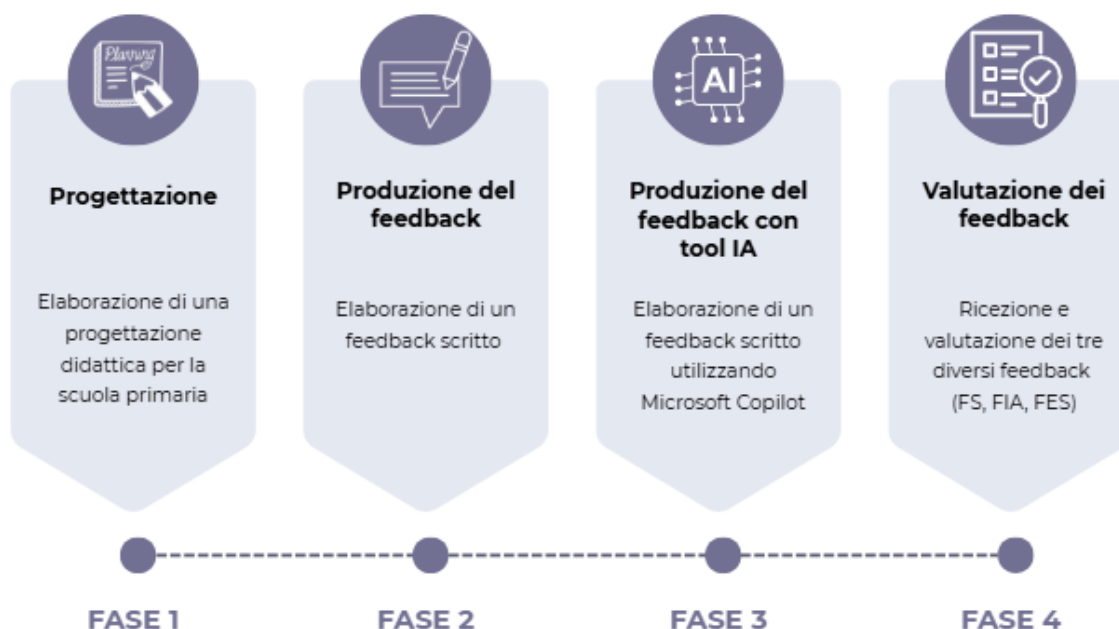 Planning
Progettazione
Elaborazione di una
progettazione
didattica per la
scuola primaria
Produzione del
feedback
Elaborazione di un
feedback scritto
AI
Produzione del
feedback con
tool IA
Elaborazione di un
feedback scritto
utilizzando
Microsoft Copilot
Valutazione dei
feedback
Ricezione e
valutazione dei tre
diversi feedback
(FS, FIA, FES)
FASE 1
FASE 2
FASE 3
FASE 4